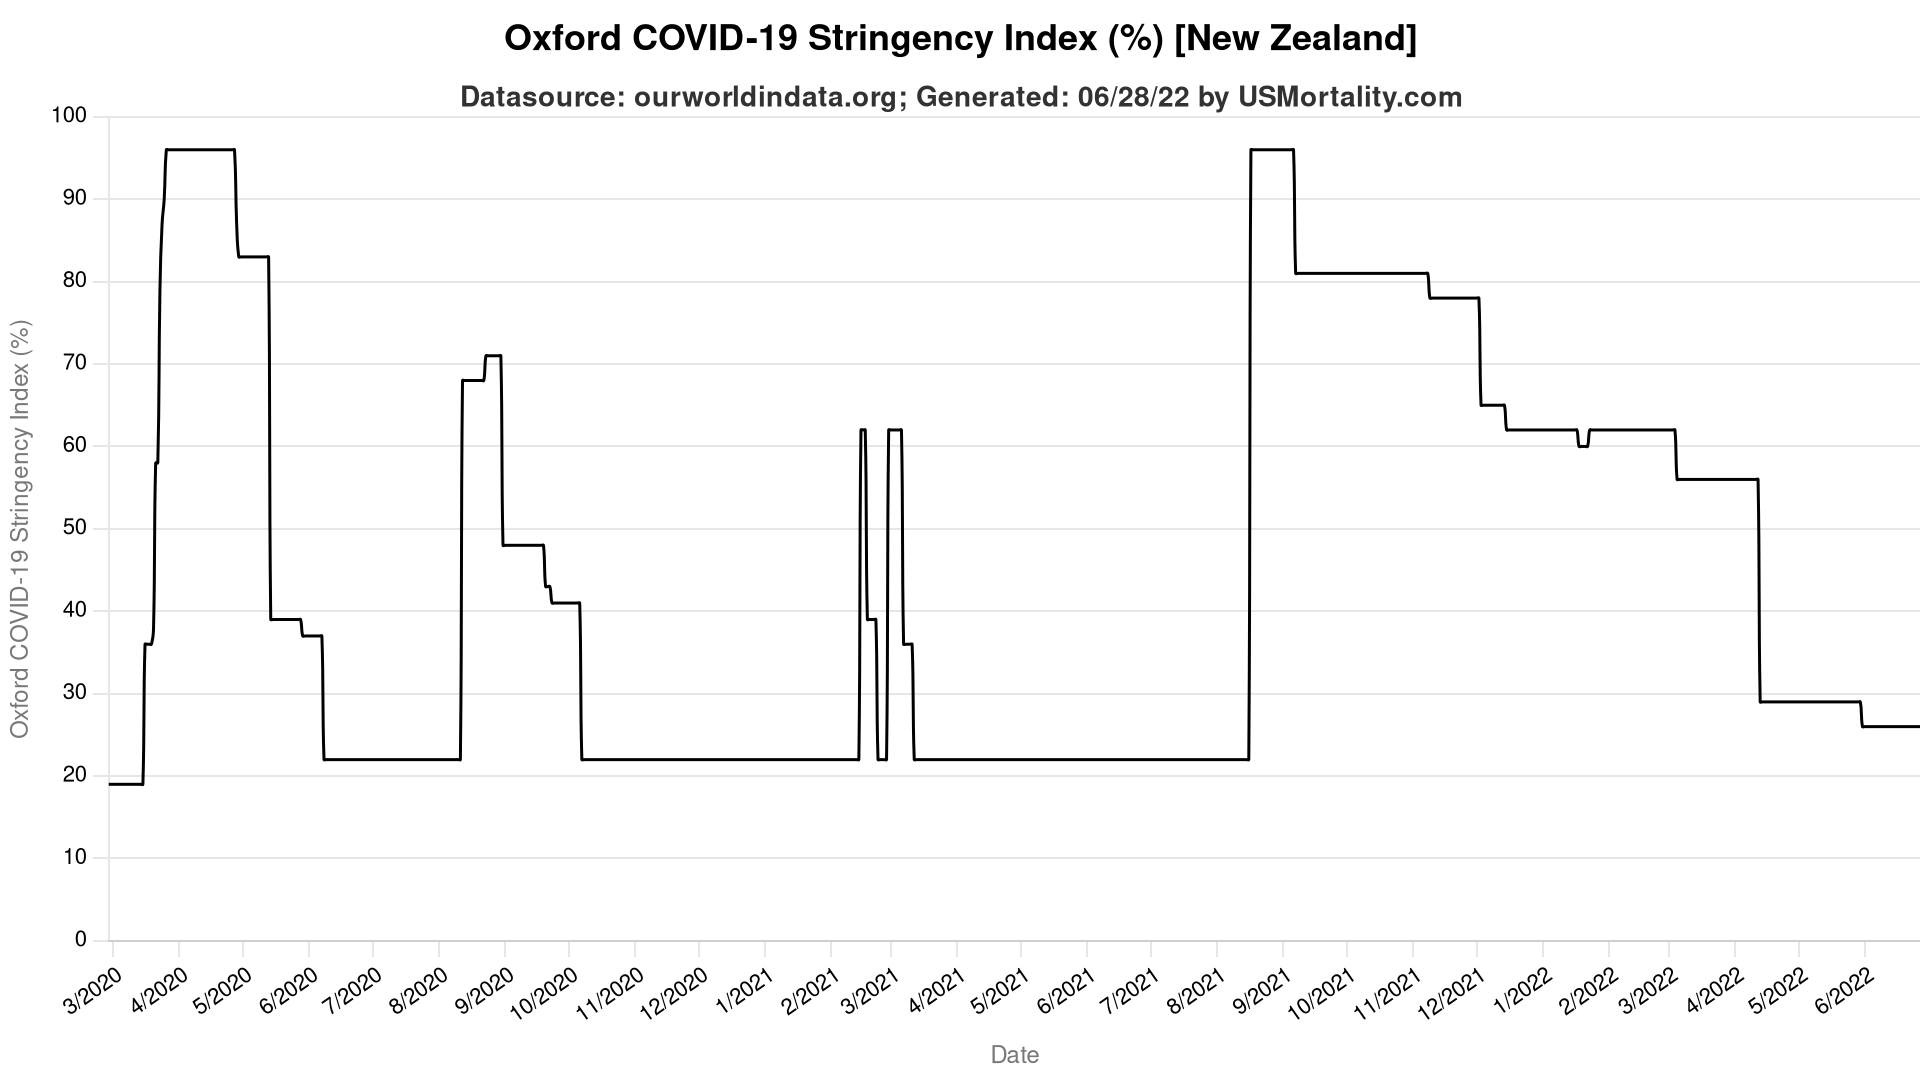 Oxford COVID-19 Stringency Index (%) [New Zealand]
Datasource: ourworldindata.org; Generated: 06/28/22 by USMortality.com
Oxford COVID-19 Stringency Index (%)
100
90
80
70
60
50
40
30
20
10
0
3/2020 4/2020 5/2020 6/2020 7/2020 8/2020 9/2020 10/2020 11/2020 12/2020 1/2021 2/2021 3/2021 4/2021 5/2021 6/2021 7/2021 8/2021 9/2021 10/2021 11/2021 12/2021 1/2022 2/2022 3/2022 4/2022 5/2022 6/2022
Date